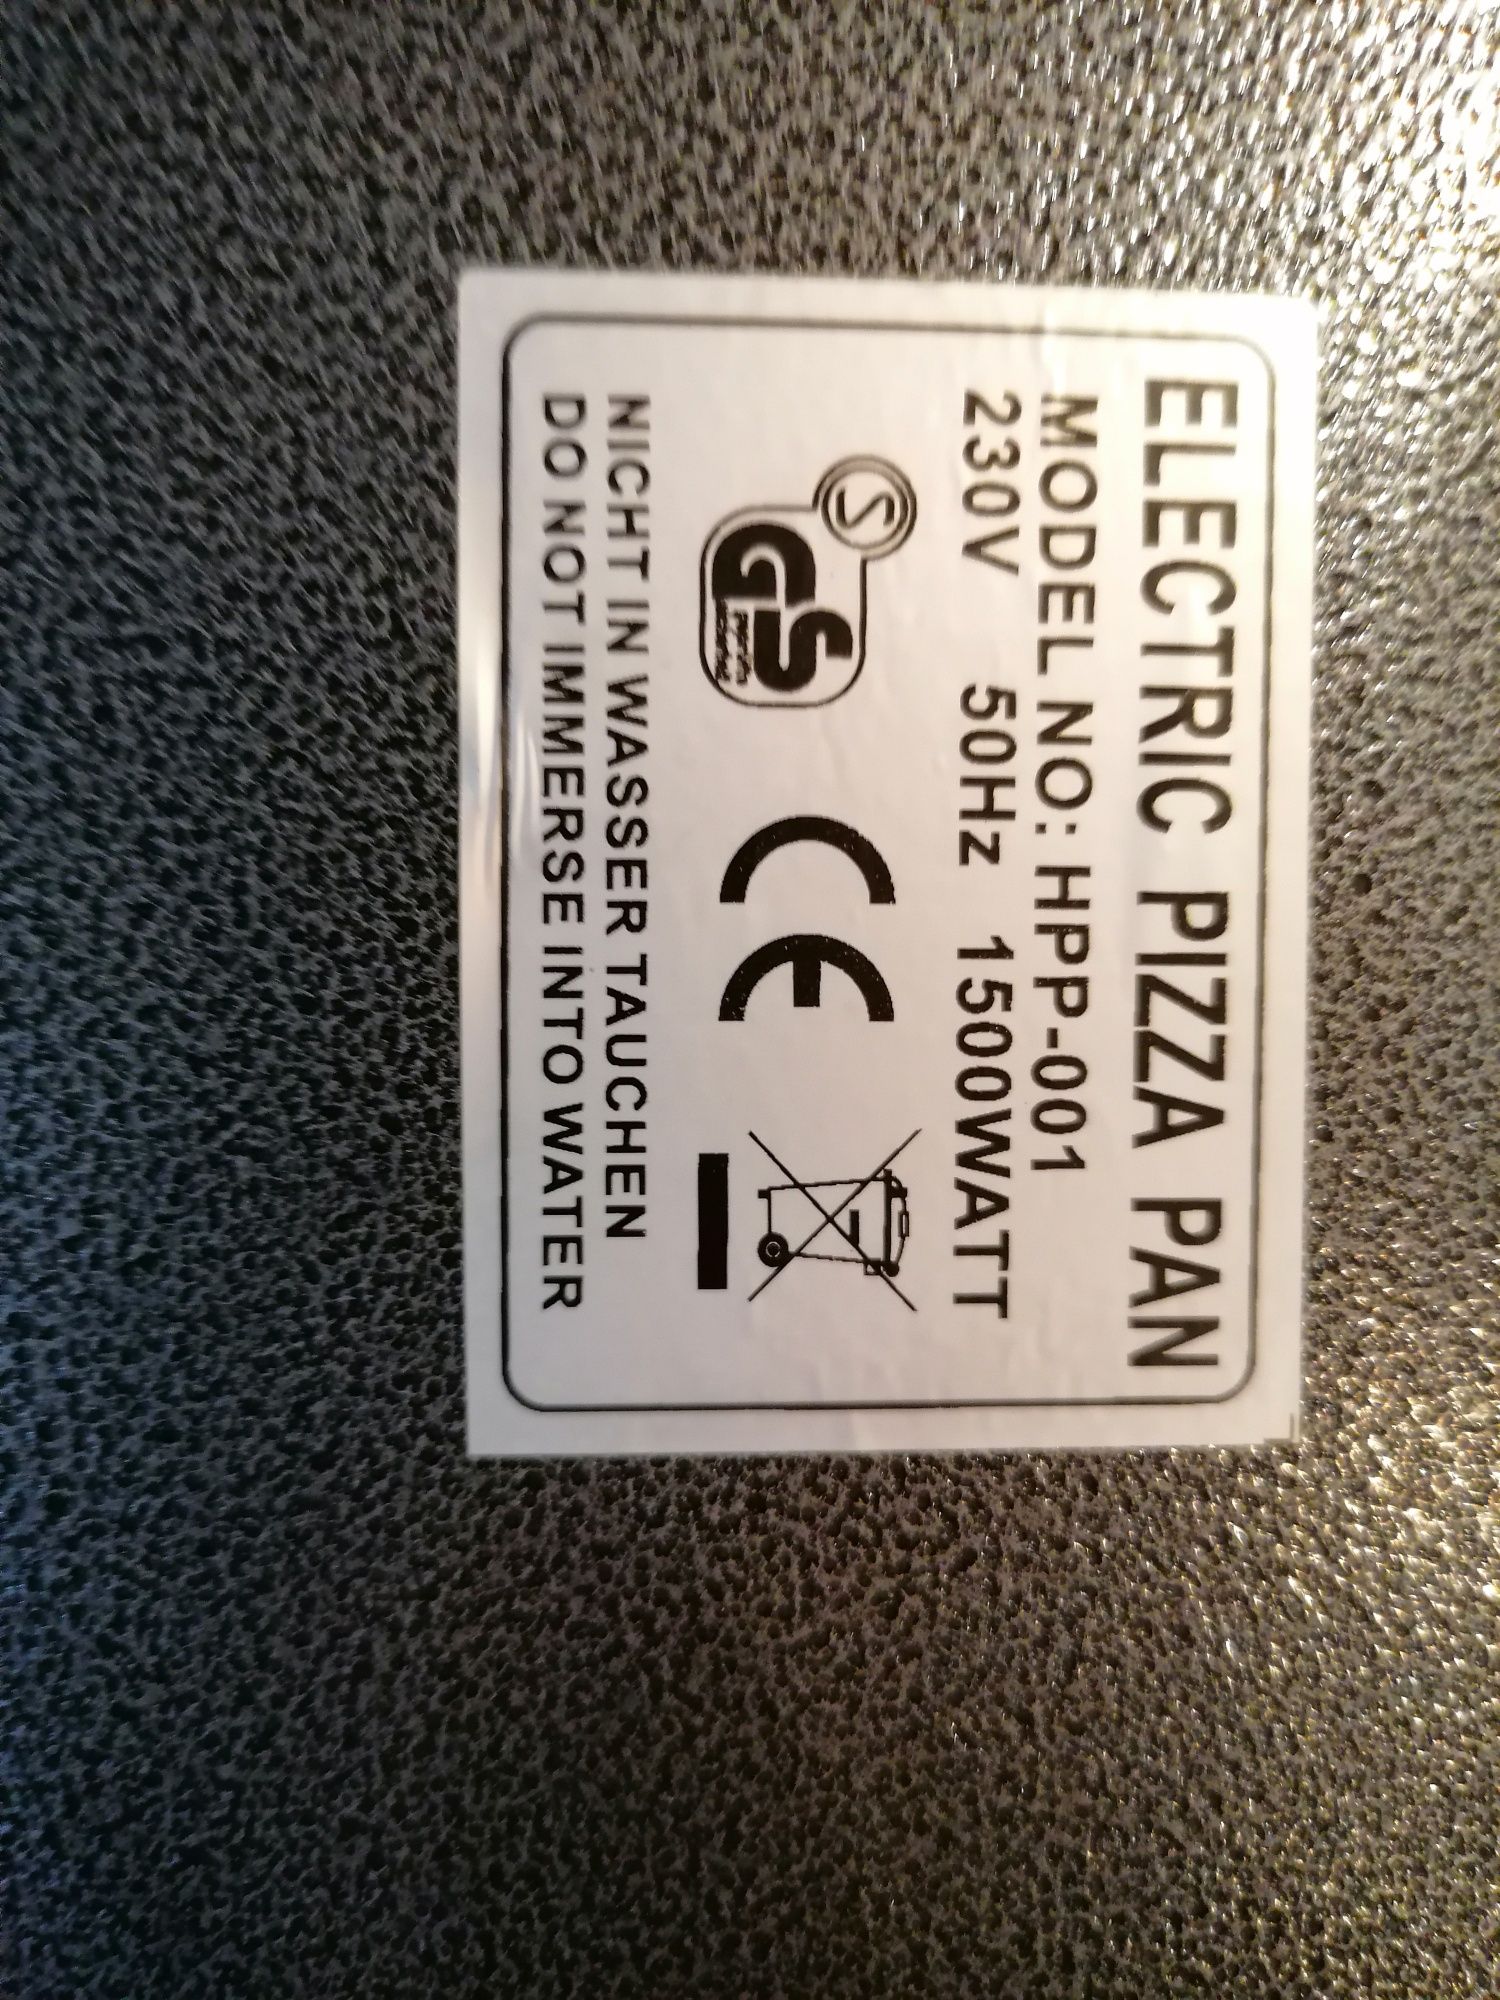 ELECTRIC PIZZA PAN
MODEL NO: HPP-001
230V 50Hz 1500WATT
S
GS
CE
NICHT IN WASSER TAUCHEN
DO NOT IMMERSE INTO WATER